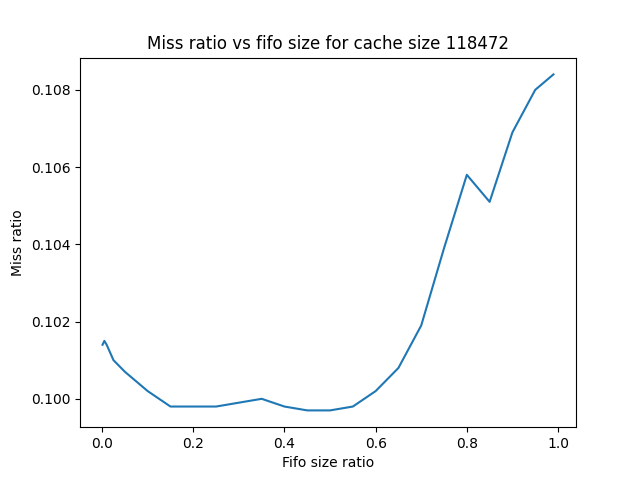 Miss ratio vs fifo size for cache size 118472
0.108
0.106
0.104
0.102
0.100
Miss ratio
0.0 0.2 0.4 0.6 0.8 1.0
Fifo size ratio